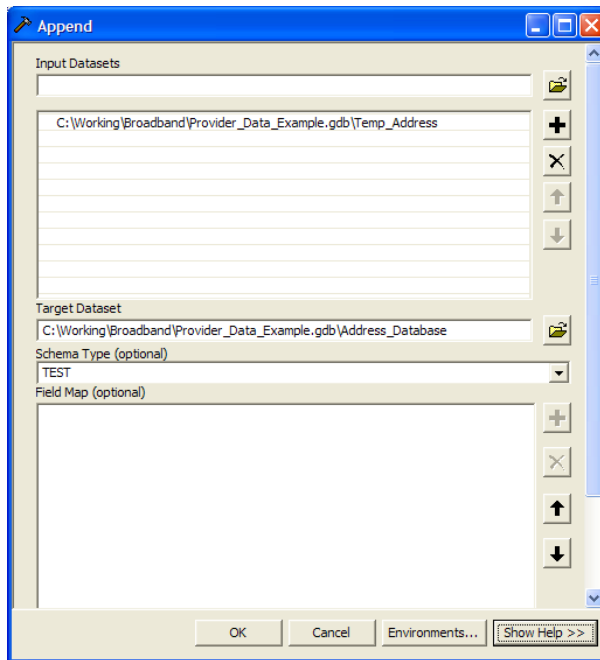 Append
Input Datasets
C:\Working\Broadband\Provider_Data_Example.gdb\Temp_Address
Target Dataset
C:\Working\Broadband\Provider_Data_Example.gdb\Address_Database
Schema Type (optional)
TEST
Field Map (optional)
OK Cancel Environments... Show Help >>